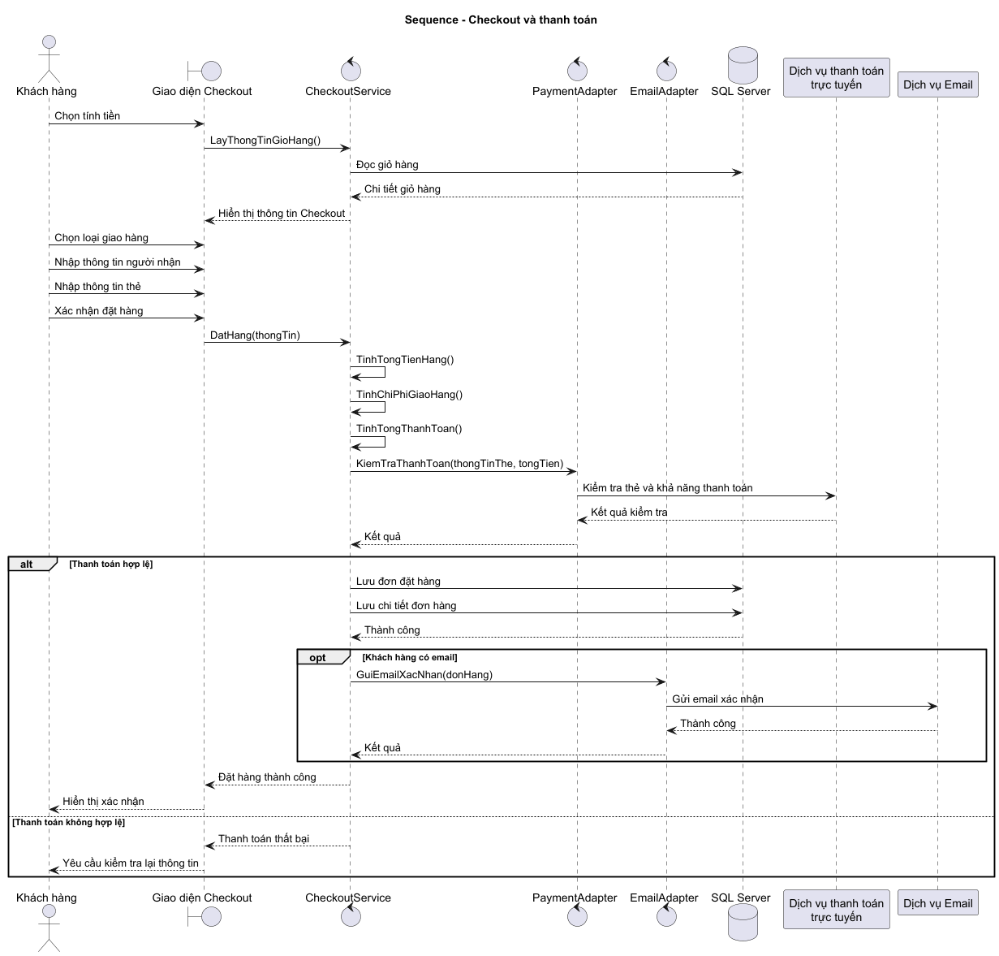 Sequence - Checkout và thanh toán
Khách hàng
Giao diện Checkout
CheckoutService
PaymentAdapter
EmailAdapter
SQL Server
Dịch vụ thanh toán
trực tuyến
Dịch vụ Email
Chọn tính tiền
LayThongTinGioHang()
Đọc giỏ hàng
Chi tiết giỏ hàng
Hiển thị thông tin Checkout
Chọn loại giao hàng
Nhập thông tin người nhận
Nhập thông tin thẻ
Xác nhận đặt hàng
DatHang(thongTin)
TinhTongTienHang()
TinhChiPhiGiaoHang()
TinhTongThanhToan()
KiemTraThanhToan(thongTinThe, tongTien)
Kiểm tra thẻ và khả năng thanh toán
Kết quả kiểm tra
Kết quả
alt [Thanh toán hợp lệ]
Lưu đơn đặt hàng
Lưu chi tiết đơn hàng
Thành công
opt [Khách hàng có email]
GuiEmailXacNhan(donHang)
Gửi email xác nhận
Thành công
Kết quả
Đặt hàng thành công
Hiển thị xác nhận
[Thanh toán không hợp lệ]
Thanh toán thất bại
Yêu cầu kiểm tra lại thông tin
Khách hàng
Giao diện Checkout
CheckoutService
PaymentAdapter
EmailAdapter
SQL Server
Dịch vụ thanh toán
trực tuyến
Dịch vụ Email